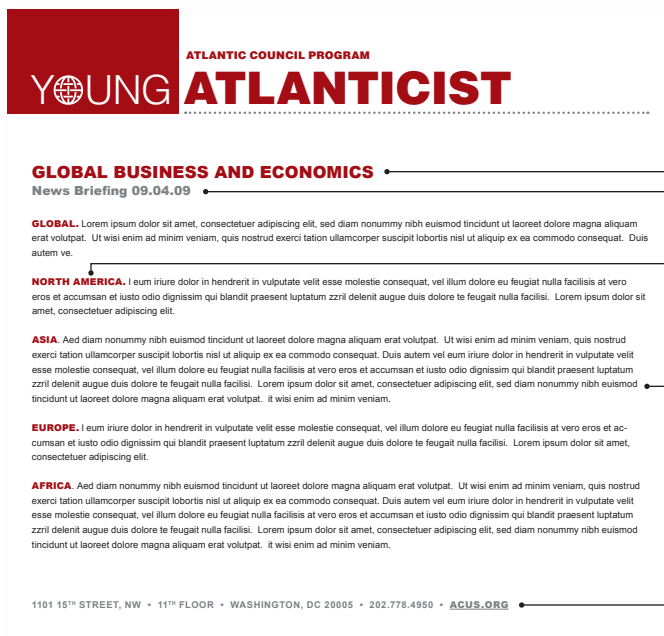 ATLANTIC COUNCIL PROGRAM
YOUNG ATLANTICIST
GLOBAL BUSINESS AND ECONOMICS
News Briefing 09.04.09
GLOBAL. Lorem ipsum dolor sit amet, consectetuer adipiscing elit, sed diam nonummy nibh euismod tincidunt ut laoreet dolore magna aliquam
erat volutpat. Ut wisi enim ad minim veniam, quis nostrud exerci tation ullamcorper suscipit lobortis nisl ut aliquip ex ea commodo consequat. Duis
autem ve.
NORTH AMERICA. l eum iriure dolor in hendrerit in vulputate velit esse molestie consequat, vel illum dolore eu feugiat nulla facilisis at vero
eros et accumsan et iusto odio dignissim qui blandit praesent luptatum zzril delenit augue duis dolore te feugait nulla facilisi. Lorem ipsum dolor sit
amet, consectetuer adipiscing elit.
ASIA. Aed diam nonummy nibh euismod tincidunt ut laoreet dolore magna aliquam erat volutpat. Ut wisi enim ad minim veniam, quis nostrud
exerci tation ullamcorper suscipit lobortis nisl ut aliquip ex ea commodo consequat. Duis autem vel eum iriure dolor in hendrerit in vulputate velit
esse molestie consequat, vel illum dolore eu feugiat nulla facilisis at vero eros et accumsan et iusto odio dignissim qui blandit praesent luptatum
zzril delenit augue duis dolore te feugait nulla facilisi. Lorem ipsum dolor sit amet, consectetuer adipiscing elit, sed diam nonummy nibh euismod
tincidunt ut laoreet dolore magna aliquam erat volutpat. it wisi enim ad minim veniam.
EUROPE. l eum iriure dolor in hendrerit in vulputate velit esse molestie consequat, vel illum dolore eu feugiat nulla facilisis at vero eros et ac-
cumsan et iusto odio dignissim qui blandit praesent luptatum zzril delenit augue duis dolore te feugait nulla facilisi. Lorem ipsum dolor sit amet,
consectetuer adipiscing elit.
AFRICA. Aed diam nonummy nibh euismod tincidunt ut laoreet dolore magna aliquam erat volutpat. Ut wisi enim ad minim veniam, quis nostrud
exerci tation ullamcorper suscipit lobortis nisl ut aliquip ex ea commodo consequat. Duis autem vel eum iriure dolor in hendrerit in vulputate velit
esse molestie consequat, vel illum dolore eu feugiat nulla facilisis at vero eros et accumsan et iusto odio dignissim qui blandit praesent luptatum
zzril delenit augue duis dolore te feugait nulla facilisi. Lorem ipsum dolor sit amet, consectetuer adipiscing elit, sed diam nonummy nibh euismod
tincidunt ut laoreet dolore magna aliquam erat volutpat. it wisi enim ad minim veniam.
1101 15TH STREET, NW • 11TH FLOOR • WASHINGTON, DC 20005 • 202.778.4950 • ACUS.ORG